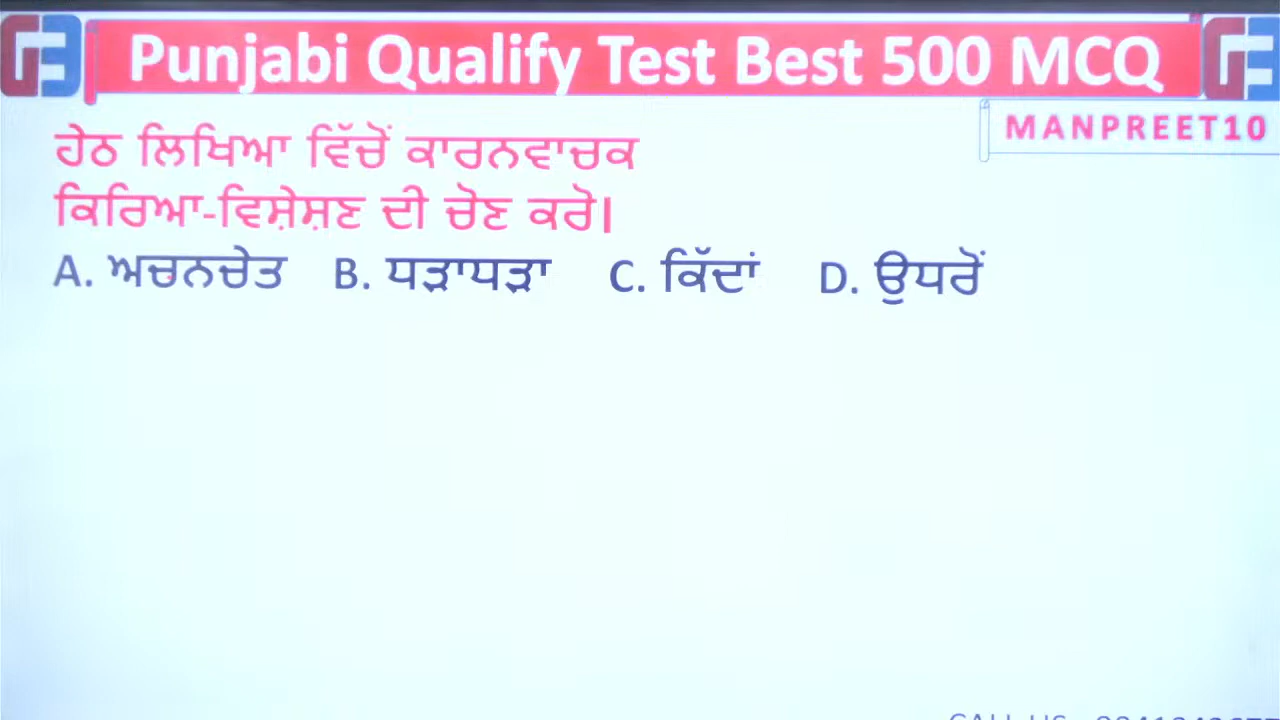 Punjabi Qualify Test Best 500 MCQ
MANPREET10
ਹੇਠ ਲਿਖਿਆ ਵਿੱਚੋਂ ਕਾਰਨਵਾਚਕ
ਕਿਰਿਆ-ਵਿਸ਼ੇਸ਼ਣ ਦੀ ਚੋਣ ਕਰੋ।
A. ਅਚਨਚੇਤ B. ਧੜਾਧੜਾ C. ਕਿੱਦਾਂ D. ਉਧਰੋਂ